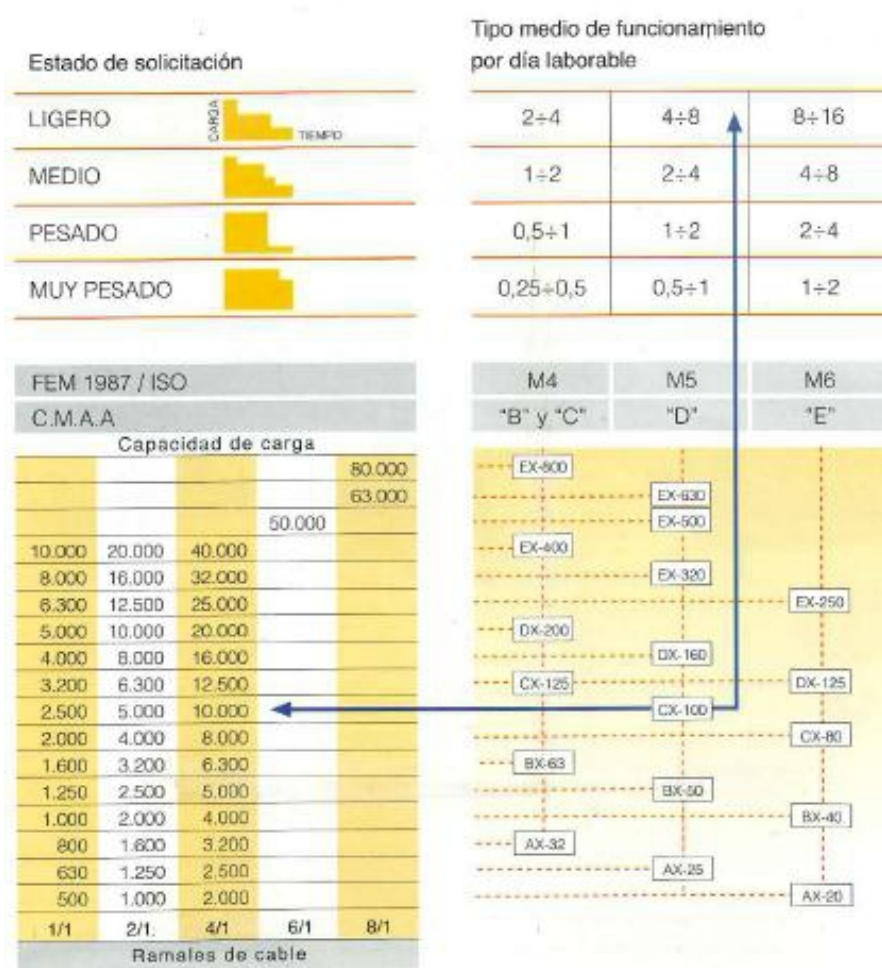 Tipo medio de funcionamiento
por día laborable
Estado de solicitación
LIGERO CARGA TIEMPO 2÷4 4÷8 8÷16
MEDIO 1÷2 2÷4 4÷8
PESADO 0,5÷1 1÷2 2÷4
MUY PESADO 0,25÷0,5 0,5÷1 1÷2
FEM 1987 / ISO M4 M5 M6
C.M.A.A "B" y "C" "D" "E"
Capacidad de carga
80.000 EX-800
63.000 EX-630
50.000 EX-500
10.000 20.000 40.000 EX-400
8.000 16.000 32.000 EX-320
6.300 12.500 25.000 EX-250
5.000 10.000 20.000 DX-200
4.000 8.000 16.000 DX-160
3.200 6.300 12.500 CX-125 DX-125
2.500 5.000 10.000 CX-100
2.000 4.000 8.000 CX-80
1.600 3.200 6.300 BX-63
1.250 2.500 5.000 BX-50
1.000 2.000 4.000 BX-40
800 1.600 3.200 AX-32
630 1.250 2.500 AX-25
500 1.000 2.000 AX-20
1/1 2/1. 4/1 6/1 8/1
Ramales de cable